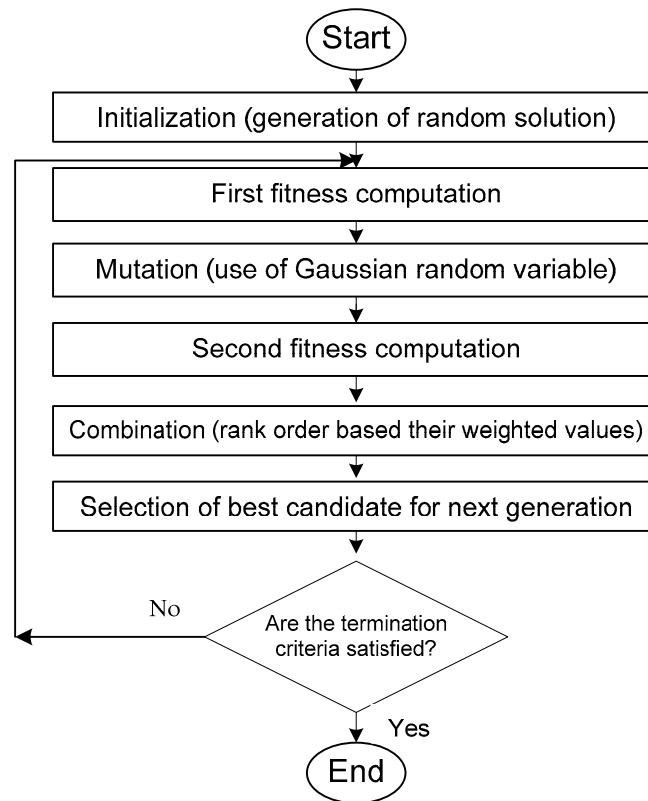 Start
Initialization (generation of random solution)
First fitness computation
Mutation (use of Gaussian random variable)
Second fitness computation
Combination (rank order based their weighted values)
Selection of best candidate for next generation
Are the termination
criteria satisfied?
No
Yes
End